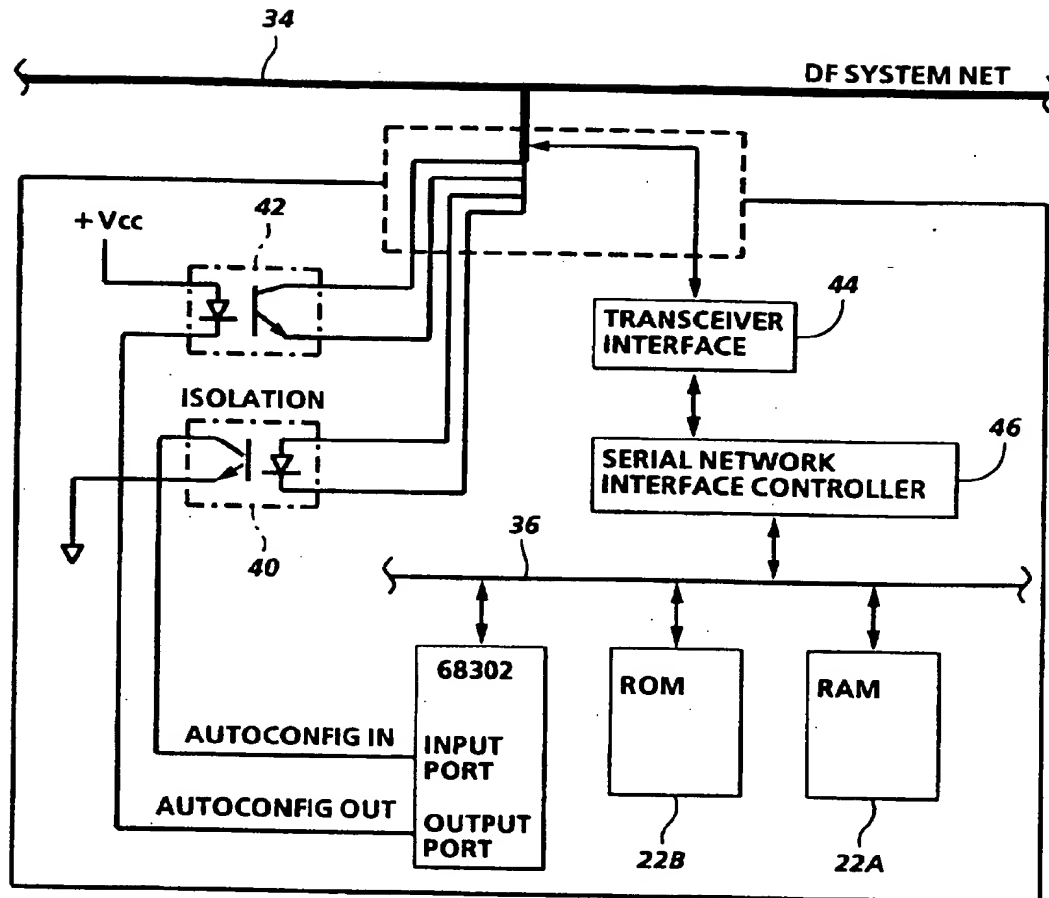 34
DF SYSTEM NET
42
+Vcc
44
TRANSCEIVER
INTERFACE
ISOLATION
46
SERIAL NETWORK
INTERFACE CONTROLLER
40
36
68302
ROM
RAM
AUTOCONFIG IN
INPUT
PORT
AUTOCONFIG OUT
OUTPUT
PORT
22B
22A